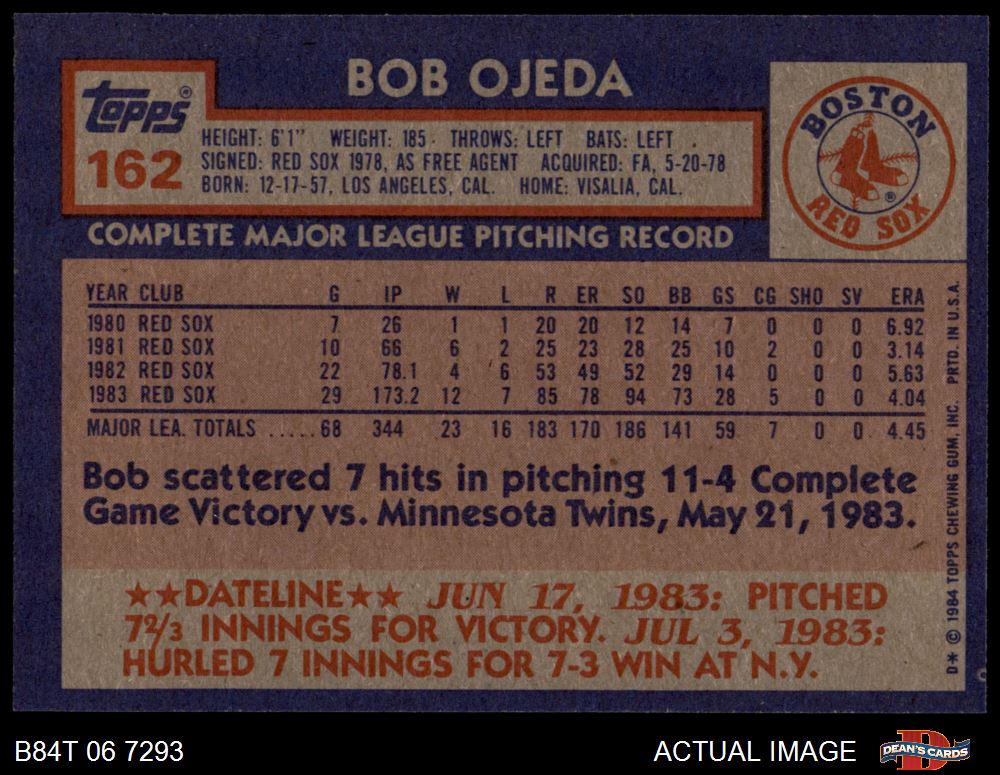 BOB OJEDA
Topps®
162
HEIGHT: 6'1" WEIGHT: 185. THROWS: LEFT BATS: LEFT
SIGNED: RED SOX 1978, AS FREE AGENT ACQUIRED: FA, 5-20-78
BORN: 12-17-57, LOS ANGELES, CAL. HOME: VISALIA, CAL.
BOSTON
RED SOX
®
COMPLETE MAJOR LEAGUE PITCHING RECORD
YEAR CLUB G IP W L R ER SO BB GS CG SHO SV ERA
1980 RED SOX 7 26 1 1 20 20 12 14 7 0 0 0 6.92
1981 RED SOX 10 66 6 2 25 23 28 25 10 2 0 0 3.14
1982 RED SOX 22 78.1 4 6 53 49 52 29 14 0 0 0 5.63
1983 RED SOX 29 173.2 12 7 85 78 94 73 28 5 0 0 4.04
MAJOR LEA. TOTALS .....68 344 23 16 183 170 186 141 59 7 0 0 4.45
Bob scattered 7 hits in pitching 11-4 Complete
Game Victory vs. Minnesota Twins, May 21, 1983.
★★DATELINE★★ JUN 17, 1983: PITCHED
7 2/3 INNINGS FOR VICTORY. JUL 3, 1983:
HURLED 7 INNINGS FOR 7-3 WIN AT N.Y.
D* © 1984 TOPPS CHEWING GUM, INC. PRTD. IN U.S.A.
B84T 06 7293
ACTUAL IMAGE
D
DEAN'S CARDS